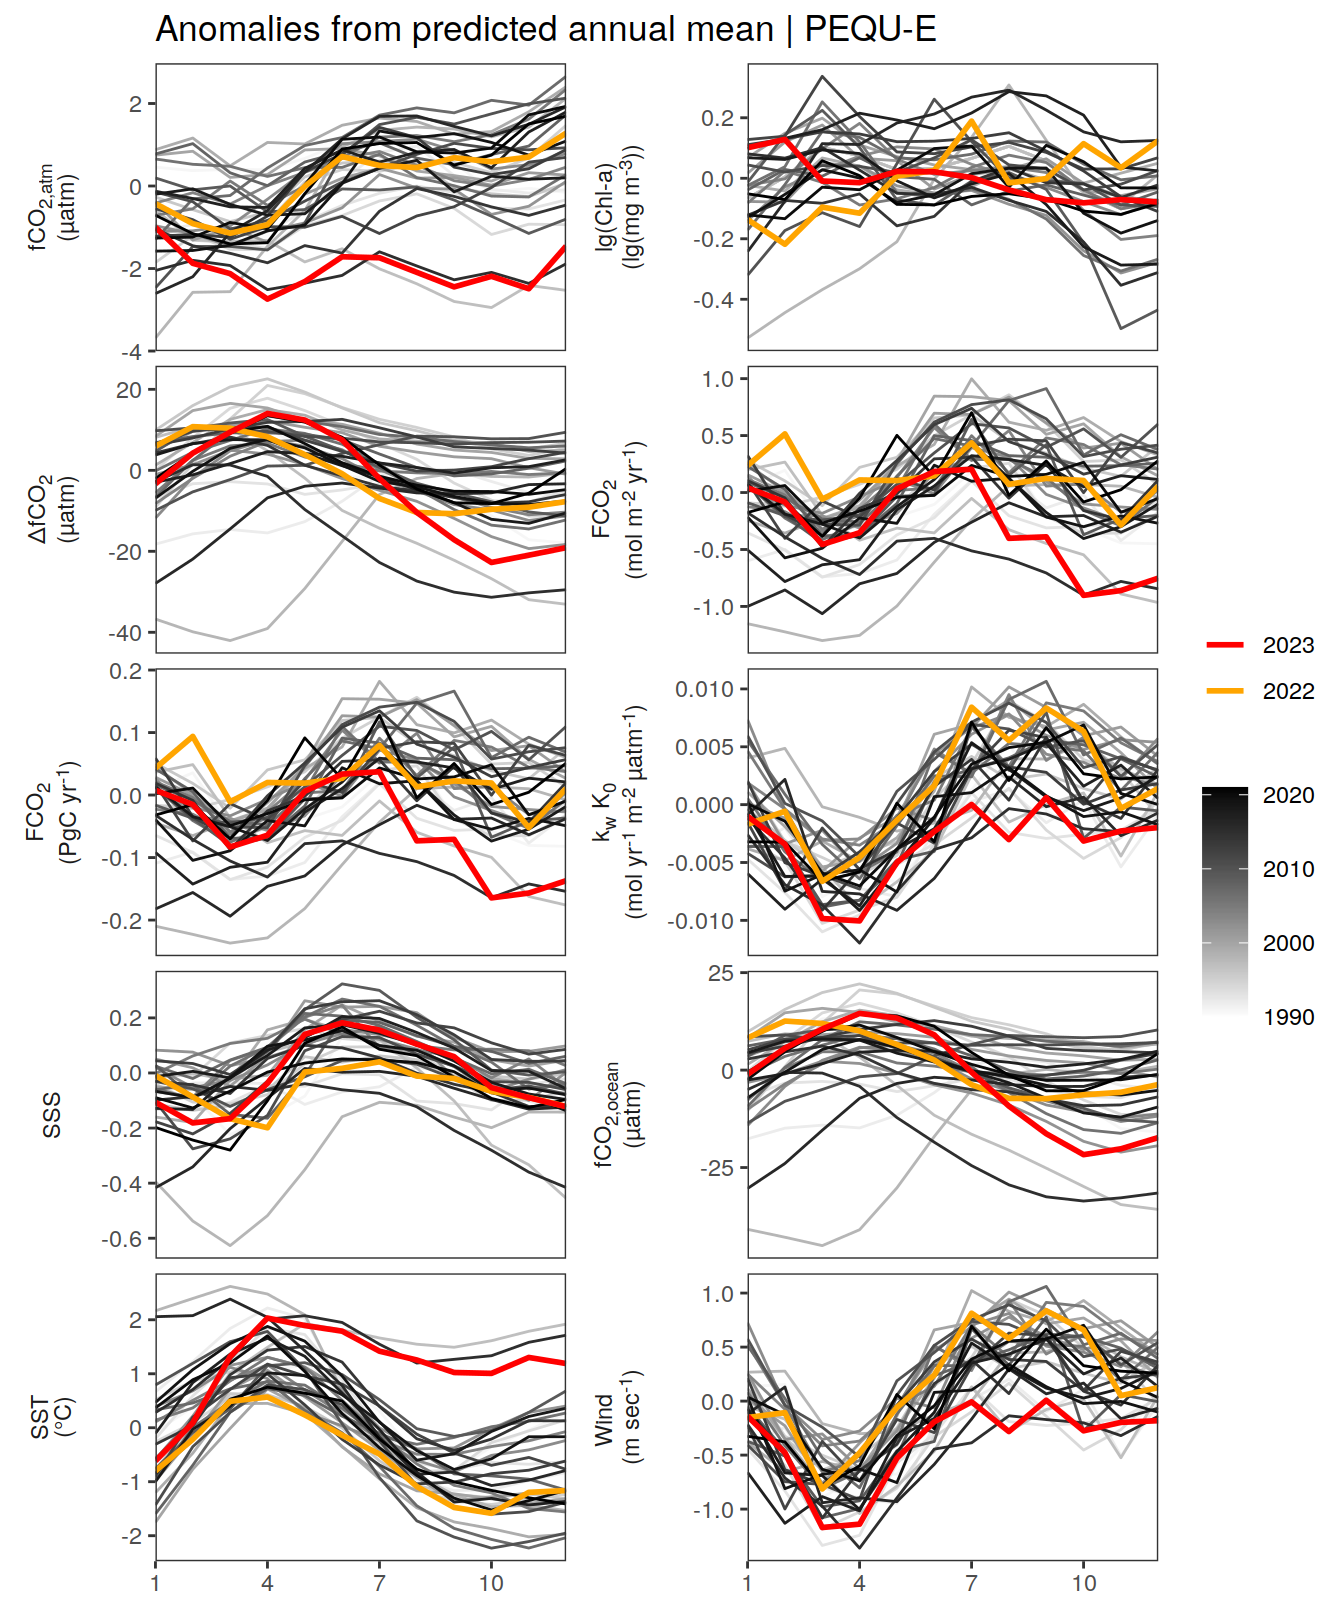 Anomalies from predicted annual mean | PEQU-E
fCO2,atm
(µatm)
2
0
-2
-4
lg(Chl-a)
(lg(mg m-3))
0.2
0.0
-0.2
-0.4
ΔfCO2
(µatm)
20
0
-20
-40
FCO2
(mol m-2 yr-1)
1.0
0.5
0.0
-0.5
-1.0
FCO2
(PgC yr-1)
0.2
0.1
0.0
-0.1
-0.2
kw K0
(mol yr-1 m-2 µatm-1)
0.010
0.005
0.000
-0.005
-0.010
SSS
0.2
0.0
-0.2
-0.4
-0.6
fCO2,ocean
(µatm)
25
0
-25
SST
(°C)
2
1
0
-1
-2
1 4 7 10
Wind
(m sec-1)
1.0
0.5
0.0
-0.5
-1.0
1 4 7 10
2023
2022
2020
2010
2000
1990